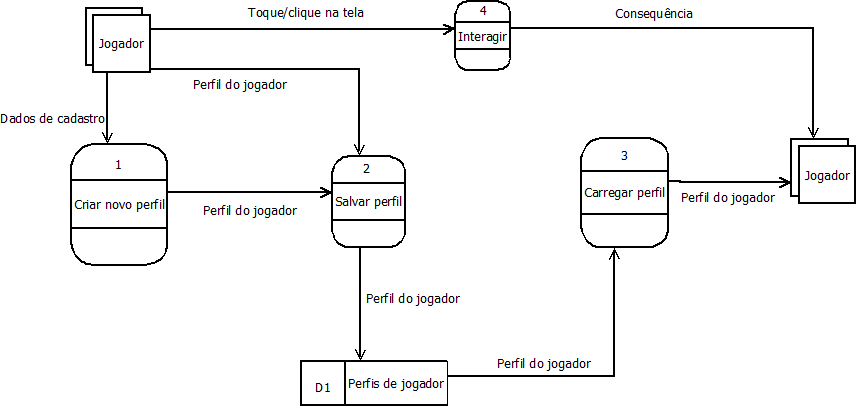 Toque/clique na tela
4
Consequência
Jogador
Interagir
Perfil do jogador
Dados de cadastro
1
2
3
Criar novo perfil
Salvar perfil
Carregar perfil
Jogador
Perfil do jogador
Perfil do jogador
Perfil do jogador
Perfil do jogador
D1
Perfis de jogador